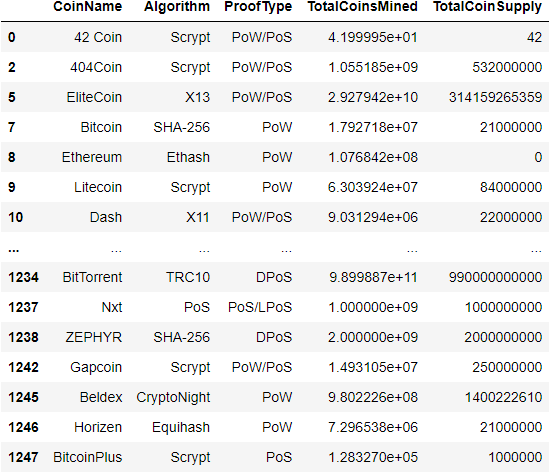 CoinName Algorithm ProofType TotalCoinsMined TotalCoinSupply
0 42 Coin Scrypt PoW/PoS 4.199995e+01 42
2 404Coin Scrypt PoW/PoS 1.055185e+09 532000000
5 EliteCoin X13 PoW/PoS 2.927942e+10 314159265359
7 Bitcoin SHA-256 PoW 1.792718e+07 21000000
8 Ethereum Ethash PoW 1.076842e+08 0
9 Litecoin Scrypt PoW 6.303924e+07 84000000
10 Dash X11 PoW/PoS 9.031294e+06 22000000
... ... ... ... ... ...
1234 BitTorrent TRC10 DPoS 9.899887e+11 990000000000
1237 Nxt PoS PoS/LPoS 1.000000e+09 1000000000
1238 ZEPHYR SHA-256 DPoS 2.000000e+09 2000000000
1242 Gapcoin Scrypt PoW/PoS 1.493105e+07 250000000
1245 Beldex CryptoNight PoW 9.802226e+08 1400222610
1246 Horizen Equihash PoW 7.296538e+06 21000000
1247 BitcoinPlus Scrypt PoS 1.283270e+05 1000000